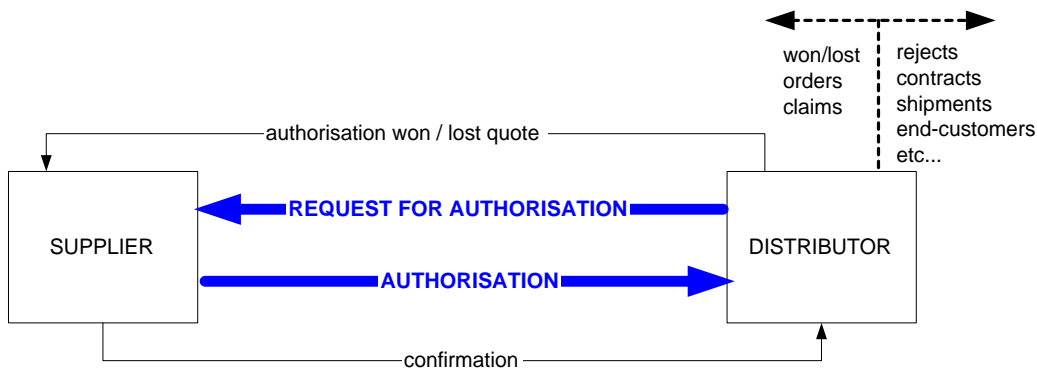 won/lost
orders
claims
rejects
contracts
shipments
end-customers
etc...
authorisation won / lost quote
REQUEST FOR AUTHORISATION
SUPPLIER
DISTRIBUTOR
AUTHORISATION
confirmation